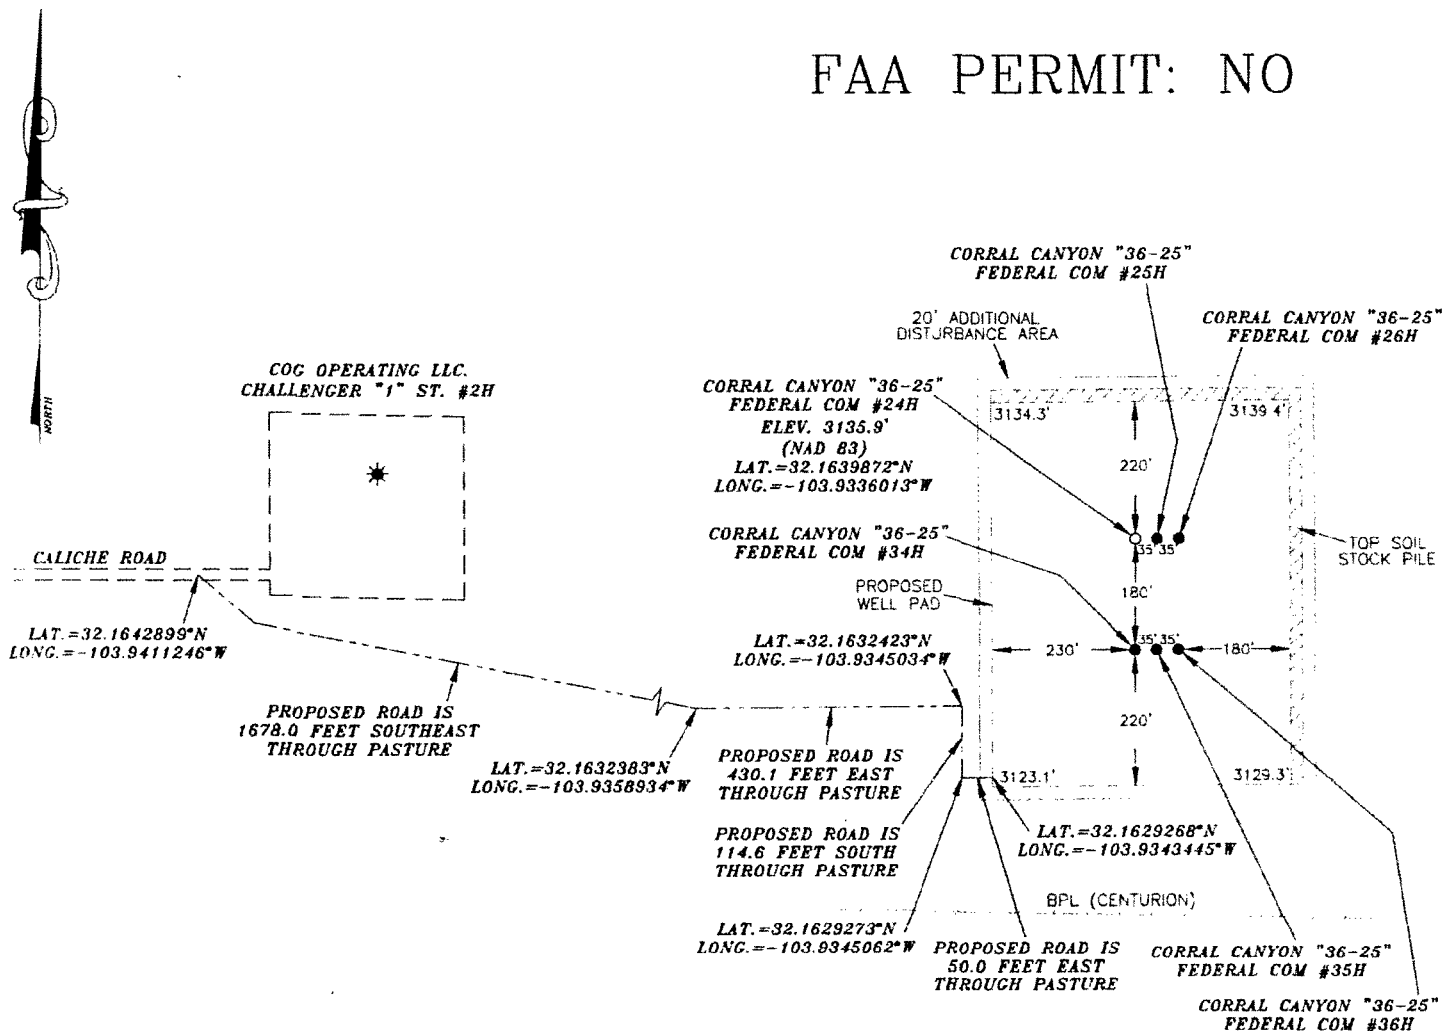 FAA PERMIT: NO
NORTH
CORRAL CANYON "36-25"
FEDERAL COM #25H
20' ADDITIONAL
DISTURBANCE AREA
CORRAL CANYON "36-25"
FEDERAL COM #26H
COG OPERATING LLC.
CHALLENGER "1" ST. #2H
CORRAL CANYON "36-25"
FEDERAL COM #24H
ELEV. 3135.9'
(NAD 83)
LAT.=32.1639872°N
LONG.=-103.9336013°W
3134.3'
3139.4'
220'
CORRAL CANYON "36-25"
FEDERAL COM #34H
35' 35'
TOP SOIL
STOCK PILE
CALICHE ROAD
PROPOSED
WELL PAD
180'
LAT.=32.1642899°N
LONG.=-103.9411246°W
LAT.=32.1632423°N
LONG.=-103.9345034°W
35' 35'
230'
180'
PROPOSED ROAD IS
1678.0 FEET SOUTHEAST
THROUGH PASTURE
220'
LAT.=32.1632383°N
LONG.=-103.9358934°W
PROPOSED ROAD IS
430.1 FEET EAST
THROUGH PASTURE
3123.1'
3129.3'
PROPOSED ROAD IS
114.6 FEET SOUTH
THROUGH PASTURE
LAT.=32.1629268°N
LONG.=-103.9343445°W
BPL (CENTURION)
LAT.=32.1629273°N
LONG.=-103.9345062°W
PROPOSED ROAD IS
50.0 FEET EAST
THROUGH PASTURE
CORRAL CANYON "36-25"
FEDERAL COM #35H
CORRAL CANYON "36-25"
FEDERAL COM #36H